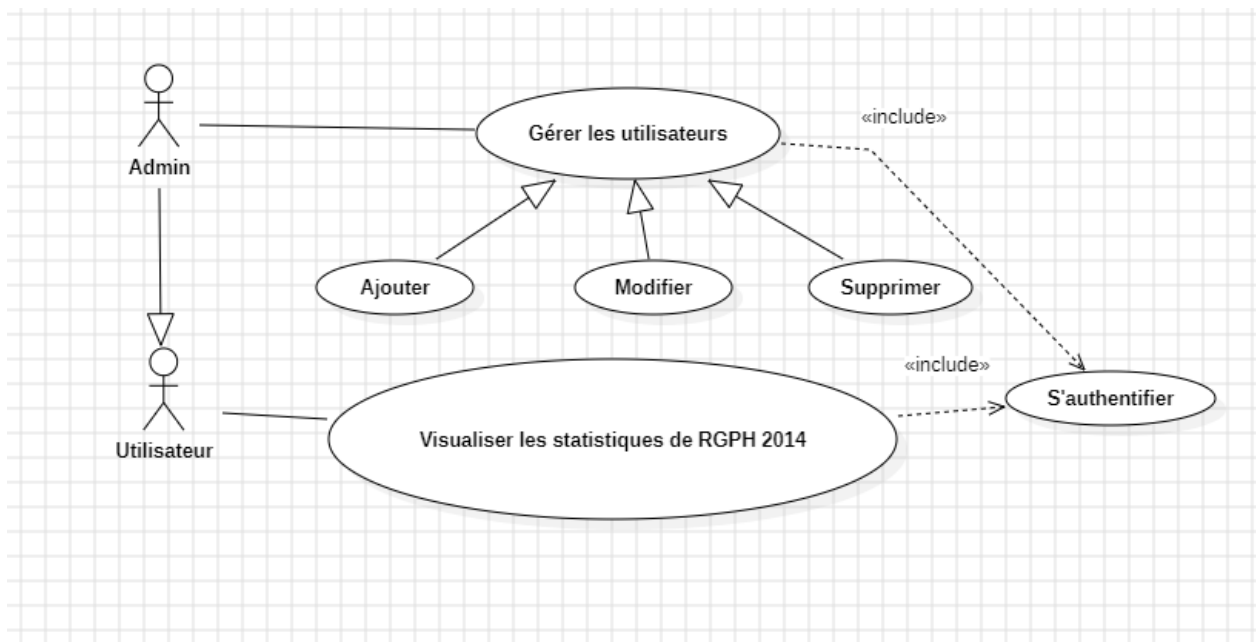 «include»
Gérer les utilisateurs
Admin
Ajouter
Modifier
Supprimer
«include»
S'authentifier
Visualiser les statistiques de RGPH 2014
Utilisateur